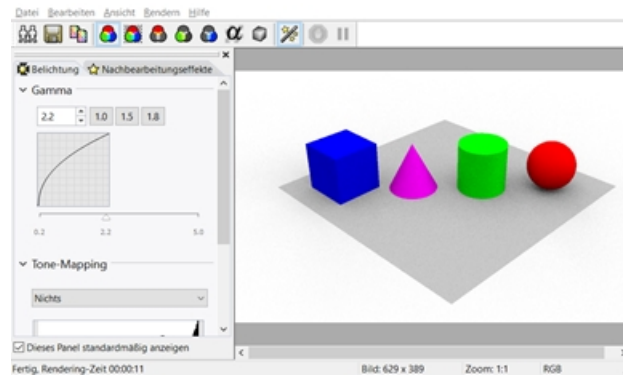 Datei Bearbeiten Ansicht Rendern Hilfe
Belichtung Nachbearbeitungseffekte
Gamma
2.2 1.0 1.5 1.8
0.2 2.2 5.0
Tone-Mapping
Nichts
Dieses Panel standardmäßig anzeigen
Fertig, Rendering-Zeit 00:00:11 Bild: 629 x 389 Zoom: 1:1 RGB